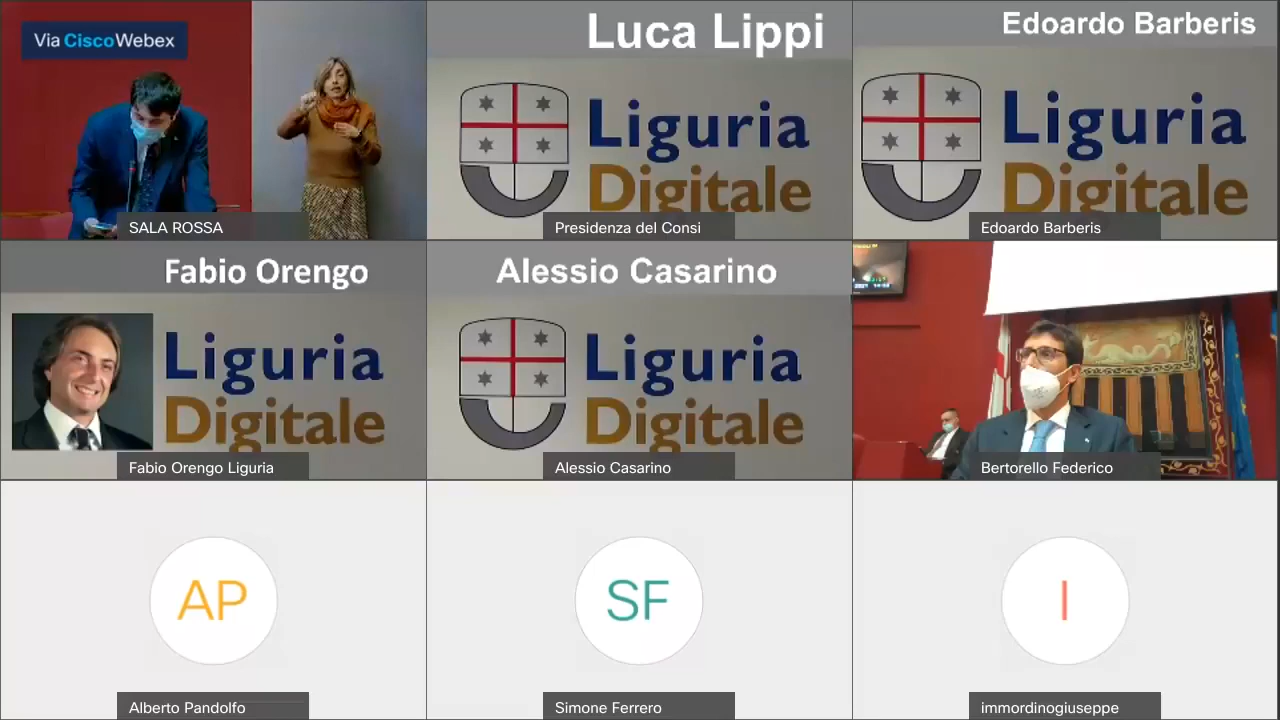 Via Cisco Webex
SALA ROSSA
Luca Lippi
Liguria
Digitale
Presidenza del Consi
Edoardo Barberis
Liguria
Digitale
Edoardo Barberis
Fabio Orengo
Liguria
Digitale
Fabio Orengo Liguria
Alessio Casarino
Liguria
Digitale
Alessio Casarino
Bertorello Federico
AP
Alberto Pandolfo
SF
Simone Ferrero
I
immordinogiuseppe